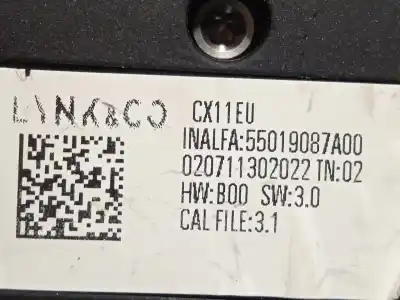 LYNK&CO CX11EU
INALFA:55019087A00
020711302022 TN:02
HW:B00 SW:3.0
CAL FILE:3.1